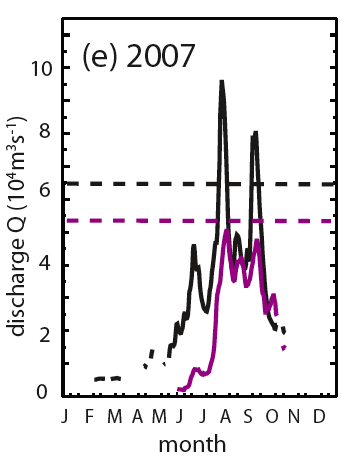 (e) 2007
10
8
6
4
2
0
discharge Q (10⁴m³s⁻¹)
J F M A M J J A S O N D
month